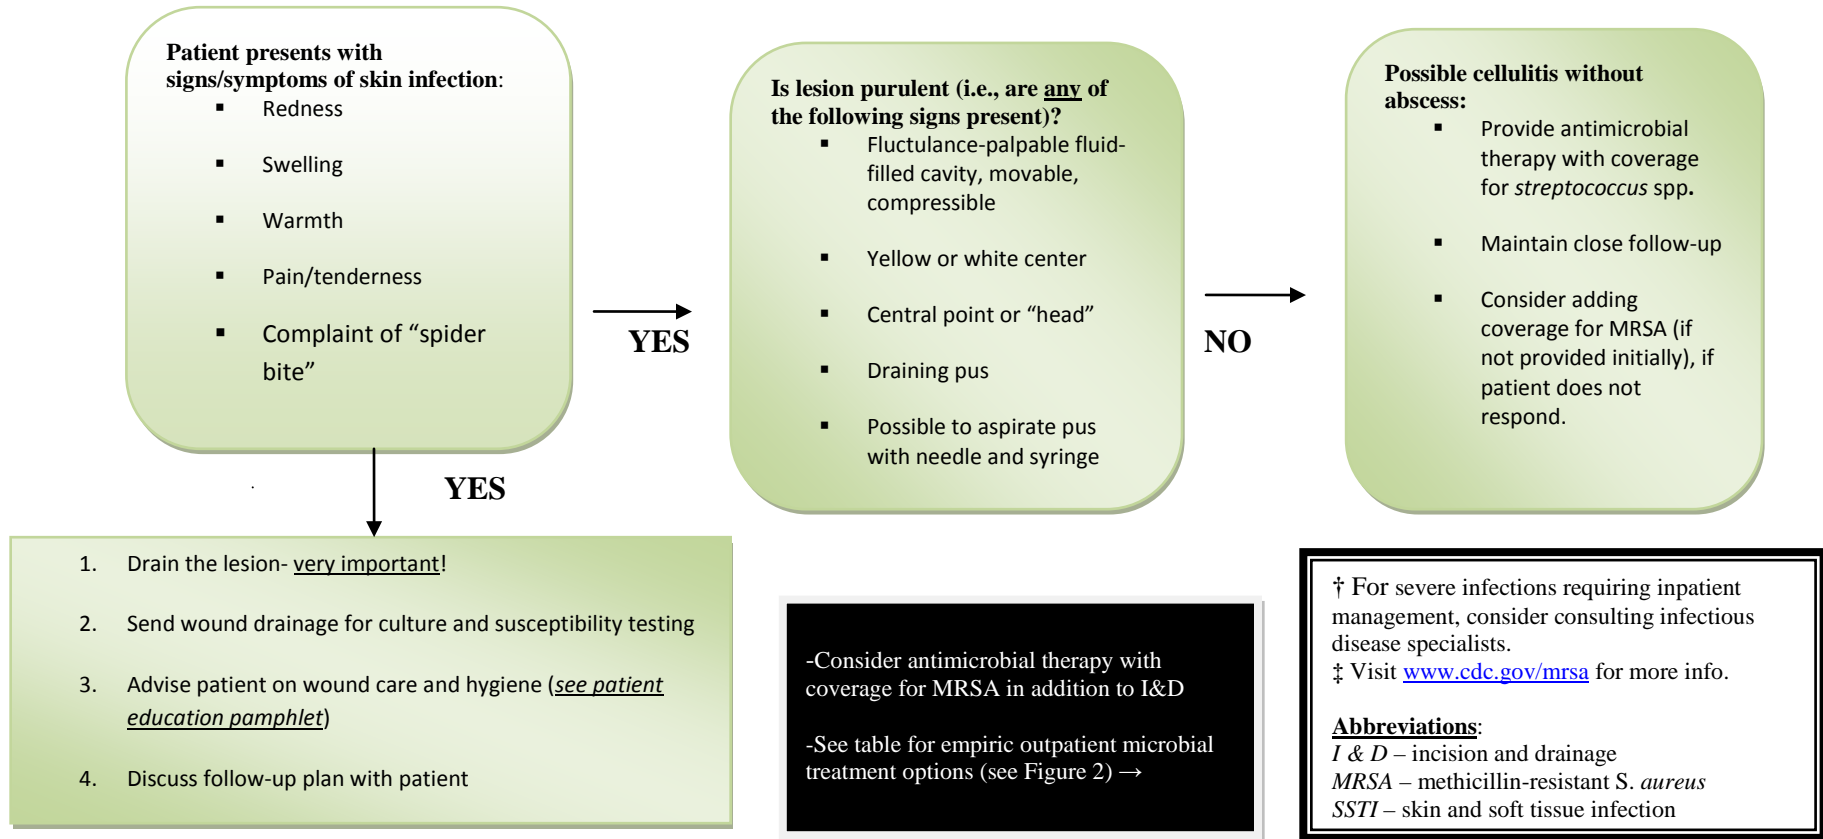 Patient presents with
signs/symptoms of skin infection:
▪ Redness
▪ Swelling
▪ Warmth
▪ Pain/tenderness
▪ Complaint of “spider
bite”
YES
Is lesion purulent (i.e., are any of
the following signs present)?
▪ Fluctulance-palpable fluid-
filled cavity, movable,
compressible
▪ Yellow or white center
▪ Central point or “head”
▪ Draining pus
▪ Possible to aspirate pus
with needle and syringe
NO
Possible cellulitis without
abscess:
▪ Provide antimicrobial
therapy with coverage
for streptococcus spp.
▪ Maintain close follow-up
▪ Consider adding
coverage for MRSA (if
not provided initially), if
patient does not
respond.
YES
1. Drain the lesion- very important!
2. Send wound drainage for culture and susceptibility testing
3. Advise patient on wound care and hygiene (see patient
education pamphlet)
4. Discuss follow-up plan with patient
-Consider antimicrobial therapy with
coverage for MRSA in addition to I&D
-See table for empiric outpatient microbial
treatment options (see Figure 2) →
† For severe infections requiring inpatient
management, consider consulting infectious
disease specialists.
‡ Visit www.cdc.gov/mrsa for more info.
Abbreviations:
I & D – incision and drainage
MRSA – methicillin-resistant S. aureus
SSTI – skin and soft tissue infection